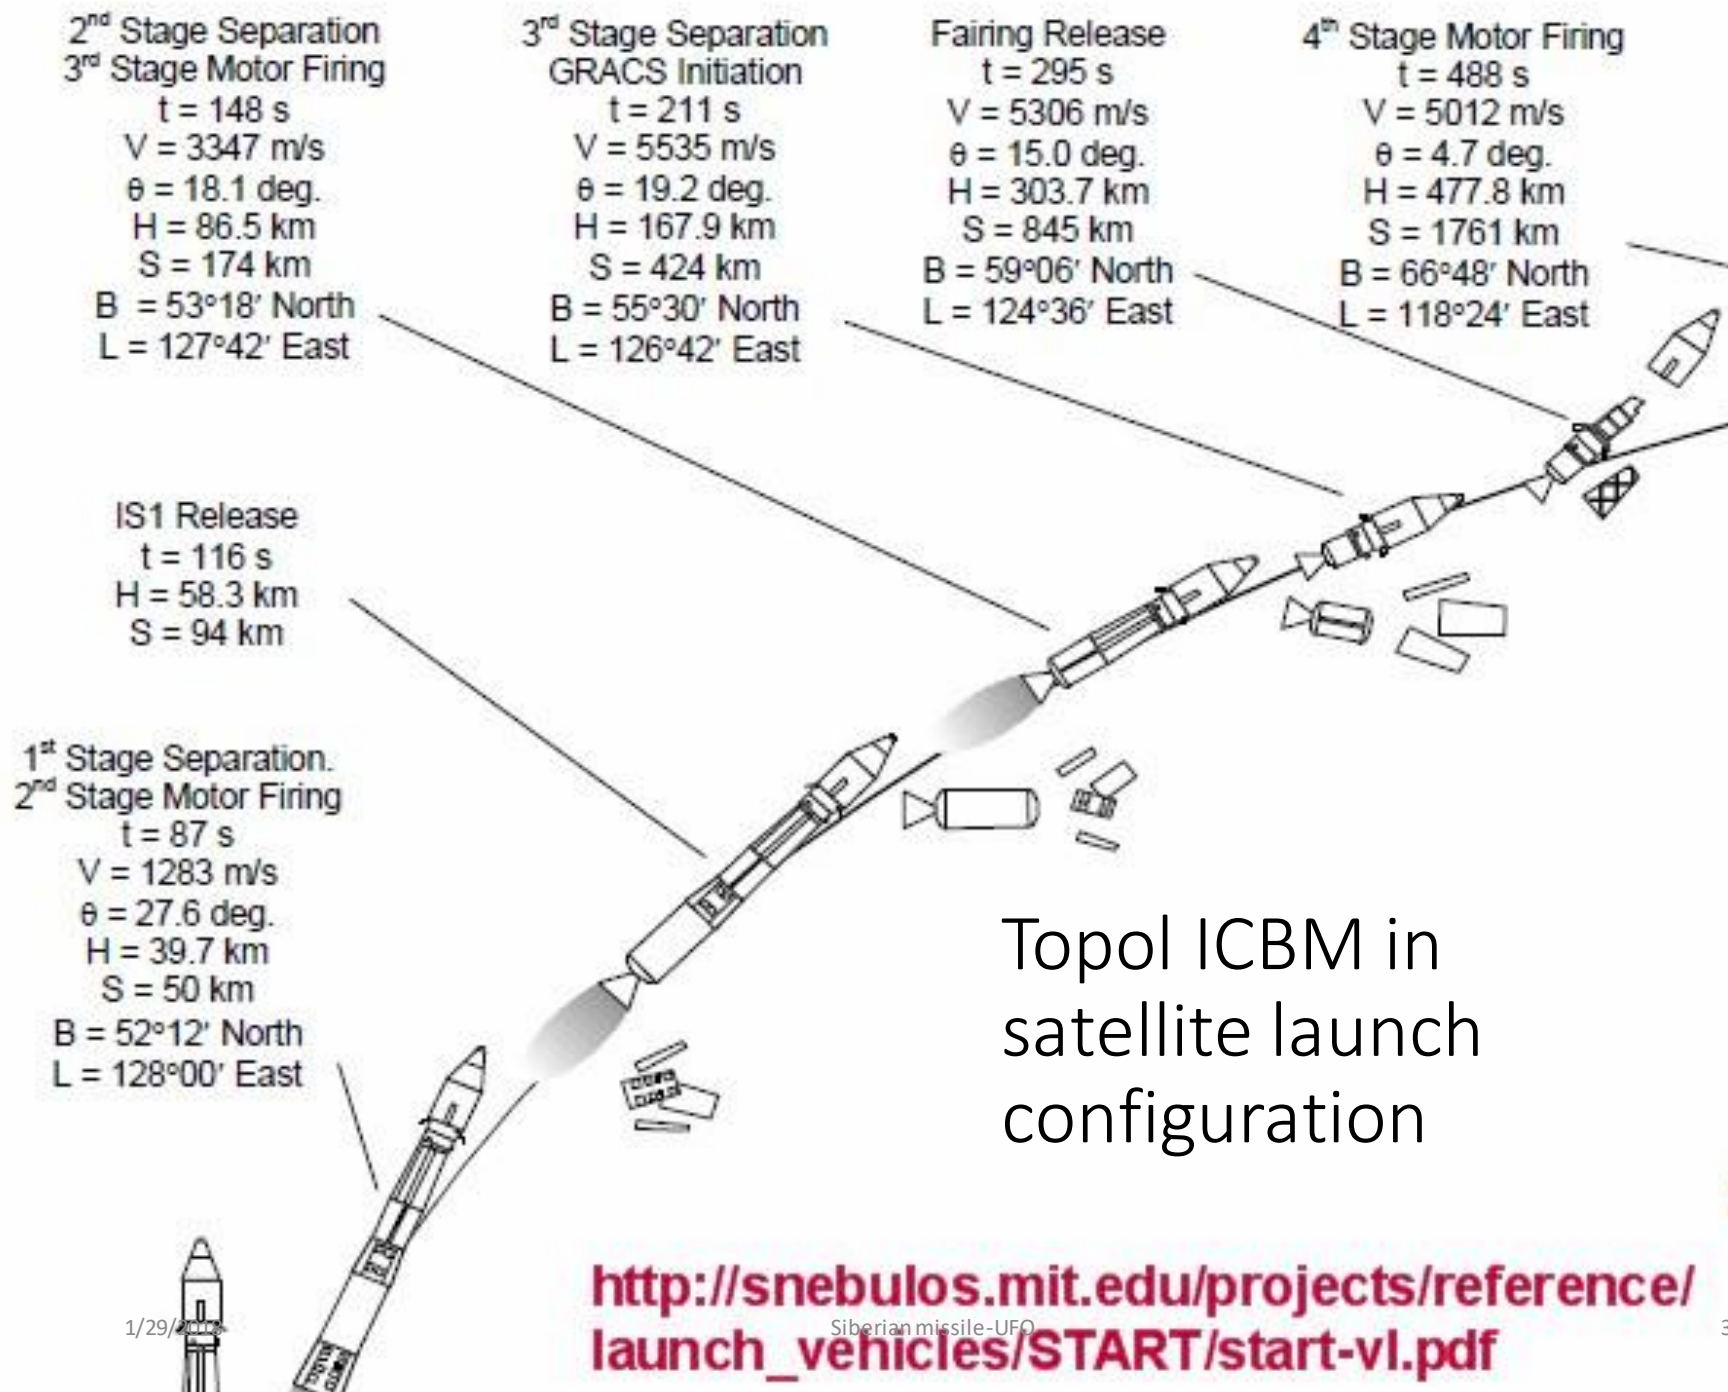 2nd Stage Separation
3rd Stage Motor Firing
t = 148 s
V = 3347 m/s
θ = 18.1 deg.
H = 86.5 km
S = 174 km
B = 53°18′ North
L = 127°42′ East
3rd Stage Separation
GRACS Initiation
t = 211 s
V = 5535 m/s
θ = 19.2 deg.
H = 167.9 km
S = 424 km
B = 55°30′ North
L = 126°42′ East
Fairing Release
t = 295 s
V = 5306 m/s
θ = 15.0 deg.
H = 303.7 km
S = 845 km
B = 59°06′ North
L = 124°36′ East
4th Stage Motor Firing
t = 488 s
V = 5012 m/s
θ = 4.7 deg.
H = 477.8 km
S = 1761 km
B = 66°48′ North
L = 118°24′ East
IS1 Release
t = 116 s
H = 58.3 km
S = 94 km
1st Stage Separation.
2nd Stage Motor Firing
t = 87 s
V = 1283 m/s
θ = 27.6 deg.
H = 39.7 km
S = 50 km
B = 52°12′ North
L = 128°00′ East
Topol ICBM in
satellite launch
configuration
http://snebulos.mit.edu/projects/reference/
launch_vehicles/START/start-vl.pdf
1/29/
Siberian missile-UFO
3